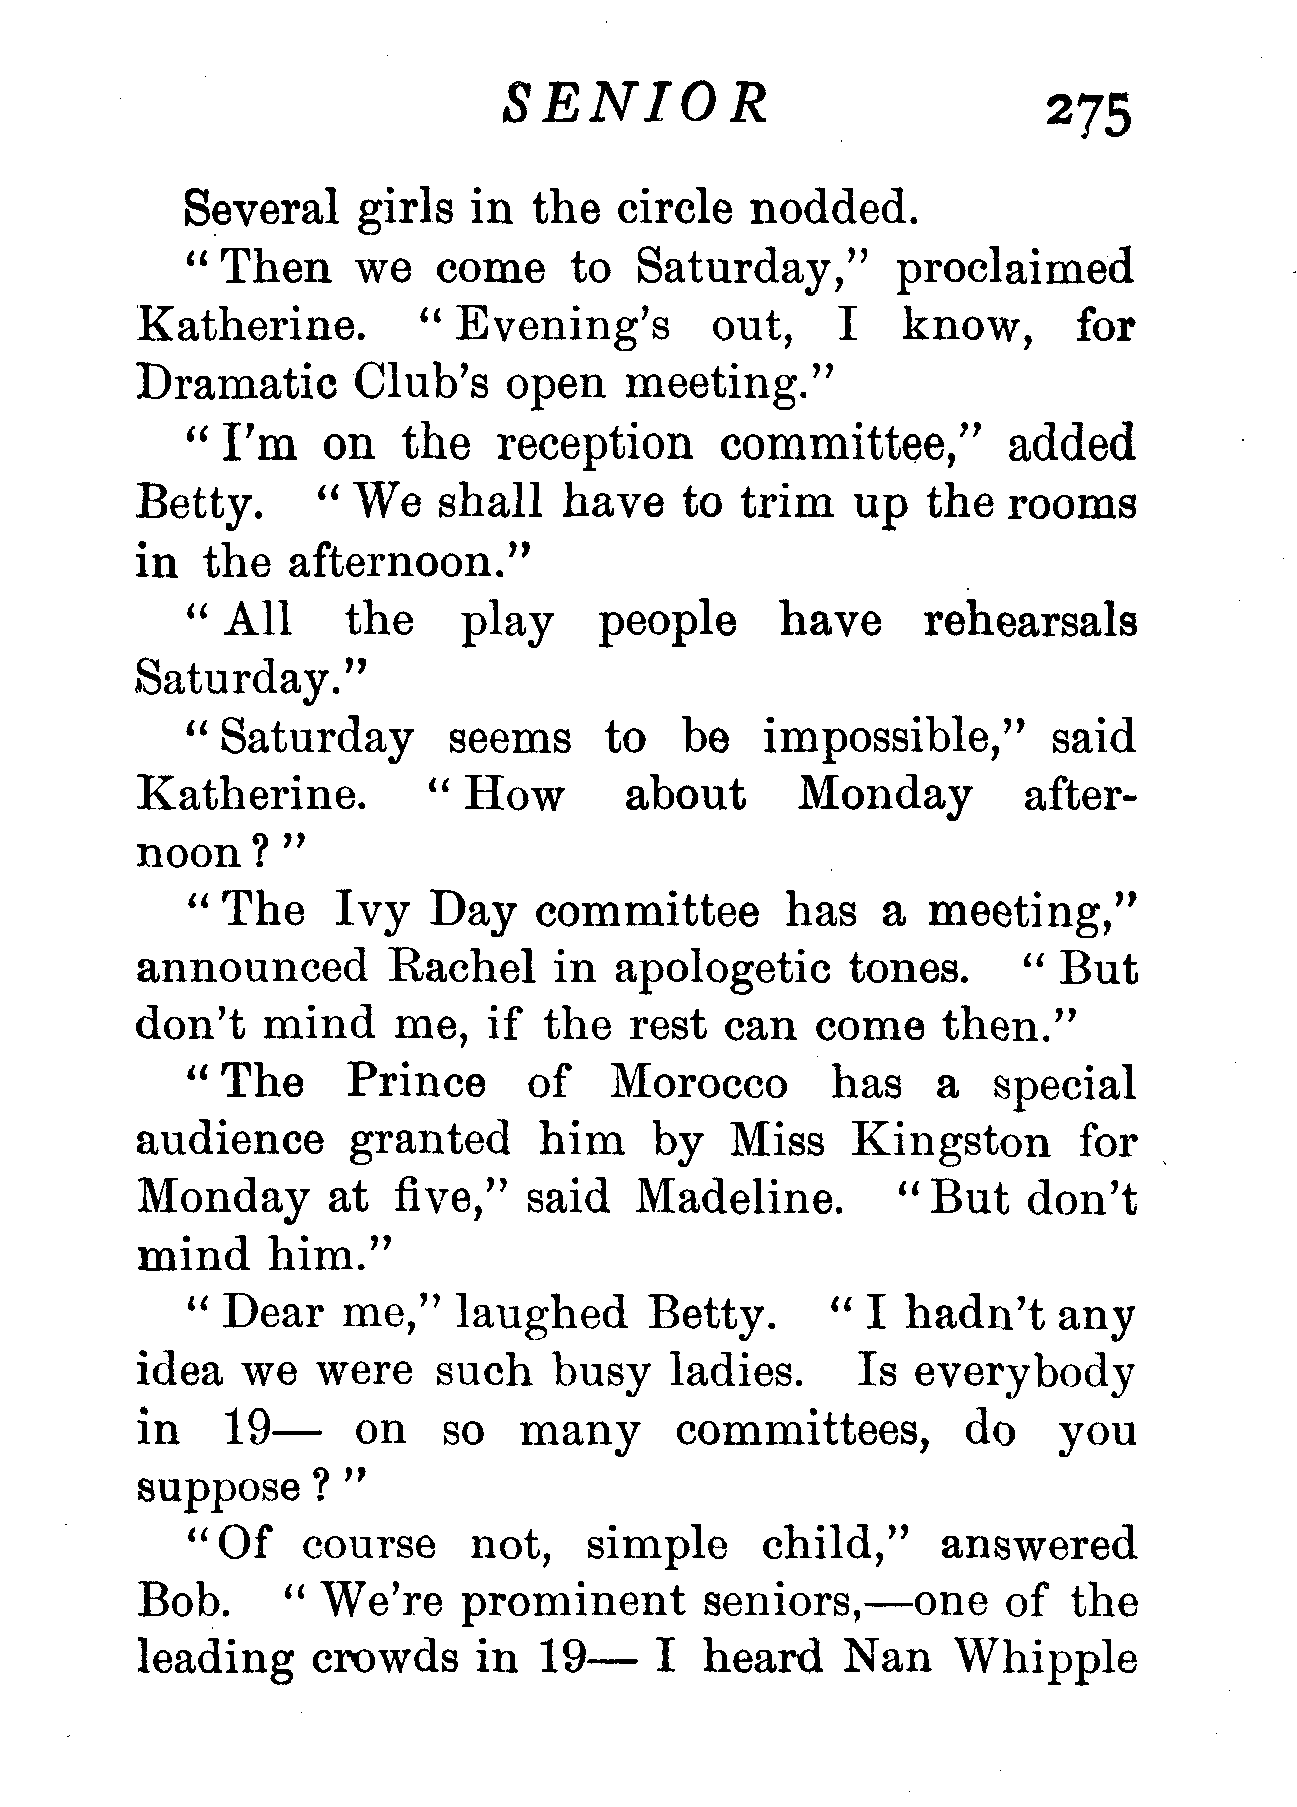 SENIOR 275
Several girls in the circle nodded.
“Then we come to Saturday,” proclaimed
Katherine. “Evening’s out, I know, for
Dramatic Club’s open meeting.”
“I’m on the reception committee,” added
Betty. “We shall have to trim up the rooms
in the afternoon.”
“All the play people have rehearsals
Saturday.”
“Saturday seems to be impossible,” said
Katherine. “How about Monday after-
noon?”
“The Ivy Day committee has a meeting,”
announced Rachel in apologetic tones. “But
don’t mind me, if the rest can come then.”
“The Prince of Morocco has a special
audience granted him by Miss Kingston for
Monday at five,” said Madeline. “But don’t
mind him.”
“Dear me,” laughed Betty. “I hadn’t any
idea we were such busy ladies. Is everybody
in 19— on so many committees, do you
suppose?”
“Of course not, simple child,” answered
Bob. “We’re prominent seniors,—one of the
leading crowds in 19— I heard Nan Whipple